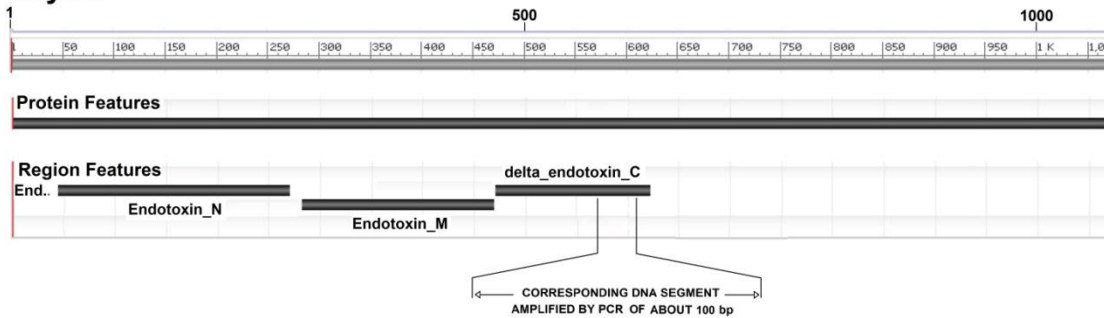 1 500 1000
1 50 100 150 200 250 300 350 400 450 500 550 600 650 700 750 800 850 900 950 1 K 1,0
Protein Features
Region Features
delta_endotoxin_C
End..
Endotoxin_N
Endotoxin_M
CORRESPONDING DNA SEGMENT
AMPLIFIED BY PCR OF ABOUT 100 bp